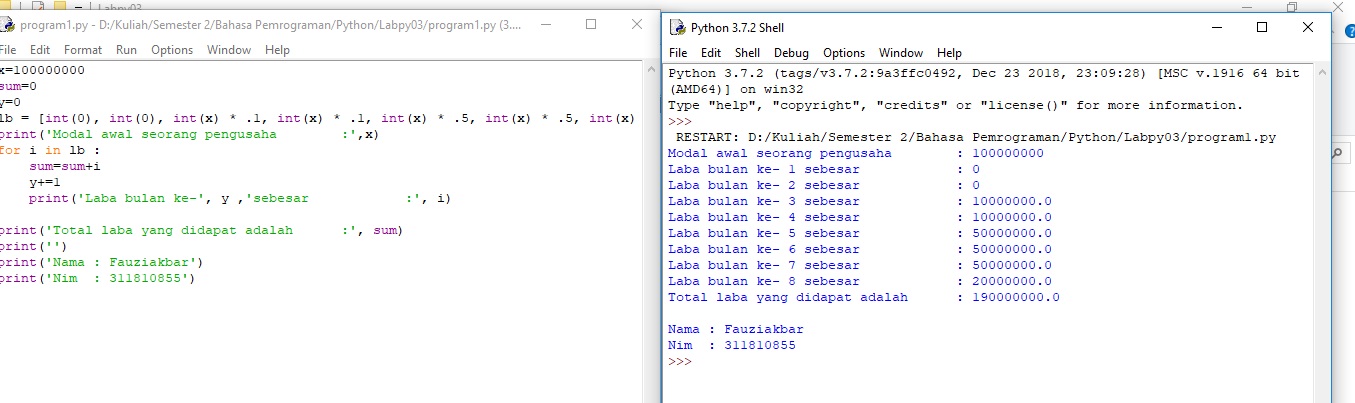 Labpy03
program1.py - D:/Kuliah/Semester 2/Bahasa Pemrograman/Python/Labpy03/program1.py (3....
File Edit Format Run Options Window Help
x=100000000
sum=0
y=0
lb = [int(0), int(0), int(x) * .1, int(x) * .1, int(x) * .5, int(x) * .5, int(x)
print('Modal awal seorang pengusaha        :',x)
for i in lb :
    sum=sum+i
    y+=1
    print('Laba bulan ke-', y ,'sebesar            :', i)
print('Total laba yang didapat adalah      :', sum)
print('')
print('Nama : Fauziakbar')
print('Nim  : 311810855')
Python 3.7.2 Shell
File Edit Shell Debug Options Window Help
Python 3.7.2 (tags/v3.7.2:9a3ffc0492, Dec 23 2018, 23:09:28) [MSC v.1916 64 bit
(AMD64)] on win32
Type "help", "copyright", "credits" or "license()" for more information.
>>>
 RESTART: D:/Kuliah/Semester 2/Bahasa Pemrograman/Python/Labpy03/program1.py
Modal awal seorang pengusaha        : 100000000
Laba bulan ke- 1 sebesar            : 0
Laba bulan ke- 2 sebesar            : 0
Laba bulan ke- 3 sebesar            : 10000000.0
Laba bulan ke- 4 sebesar            : 10000000.0
Laba bulan ke- 5 sebesar            : 50000000.0
Laba bulan ke- 6 sebesar            : 50000000.0
Laba bulan ke- 7 sebesar            : 50000000.0
Laba bulan ke- 8 sebesar            : 20000000.0
Total laba yang didapat adalah      : 190000000.0
Nama : Fauziakbar
Nim  : 311810855
>>>